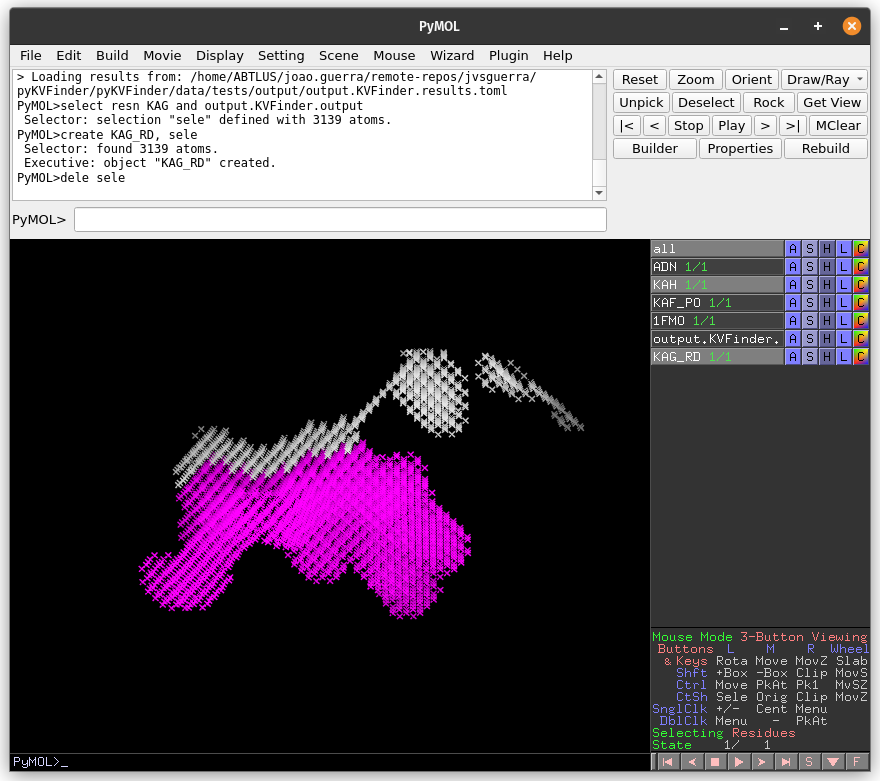 PyMOL
File Edit Build Movie Display Setting Scene Mouse Wizard Plugin Help
> Loading results from: /home/ABTLUS/joao.guerra/remote-repos/jvsguerra/
pyKVFinder/pyKVFinder/data/tests/output/output.KVFinder.results.toml
PyMOL>select resn KAG and output.KVFinder.output
Selector: selection "sele" defined with 3139 atoms.
PyMOL>create KAG_RD, sele
Selector: found 3139 atoms.
Executive: object "KAG_RD" created.
PyMOL>dele sele
Reset Zoom Orient Draw/Ray
Unpick Deselect Rock Get View
|< < Stop Play > >| MClear
Builder Properties Rebuild
PyMOL>
all A S H L C
ADN 1/1 A S H L C
KAH 1/1 A S H L C
KAF_PO 1/1 A S H L C
1FMO 1/1 A S H L C
output.KVFinder. A S H L C
KAG_RD 1/1 A S H L C
Mouse Mode 3-Button Viewing
Buttons L M R Wheel
& Keys Rota Move MovZ Slab
Shft +Box -Box Clip MovS
Ctrl Move PkAt Pk1 MvSZ
CtSh Sele Orig Clip MovZ
SnglClk +/- Cent Menu
DblClk Menu - PkAt
Selecting Residues
State 1/ 1
PyMOL>_ S F